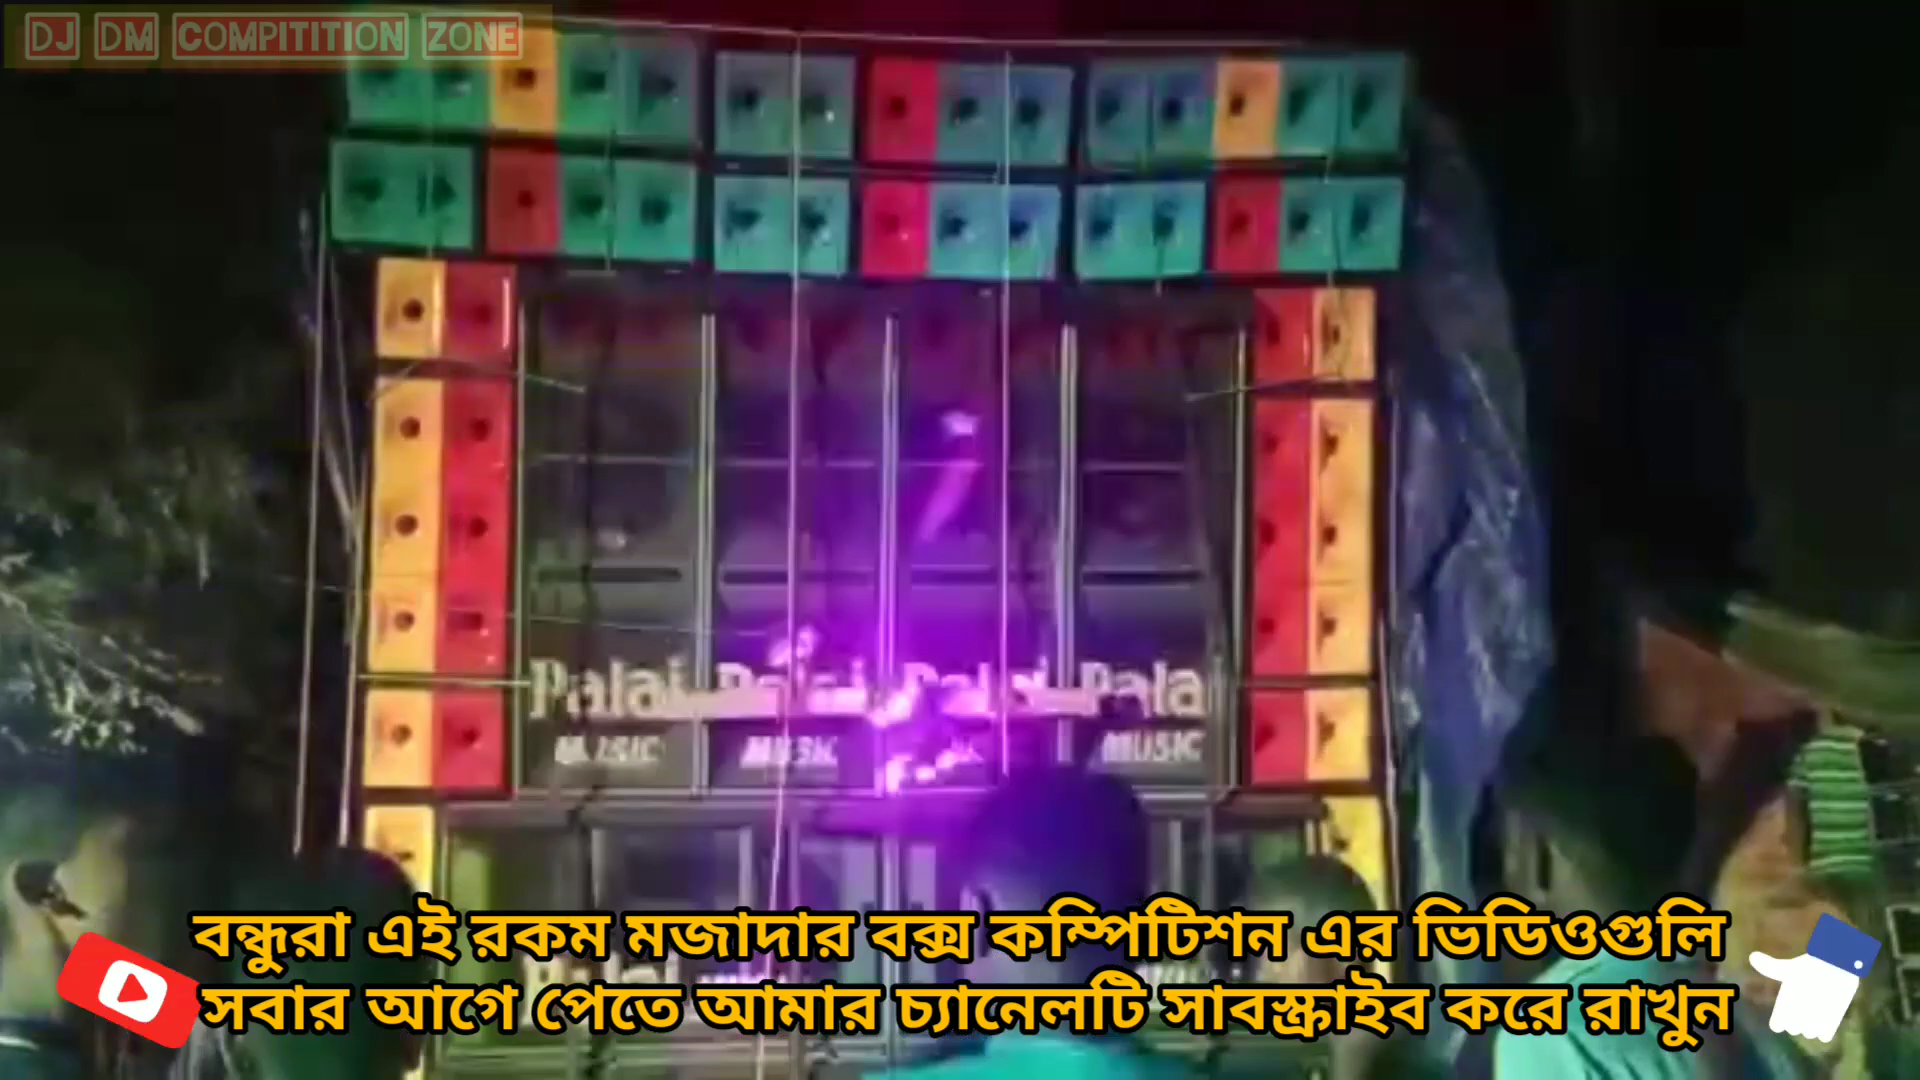 DJ DM COMPITITION ZONE
Palai Palai Palai Pala
MUSIC MUSIC MUSIC
বন্ধুরা এই রকম মজাদার বক্স কম্পিটিশন এর ভিডিওগুলি
সবার আগে পেতে আমার চ্যানেলটি সাবস্ক্রাইব করে রাখুন